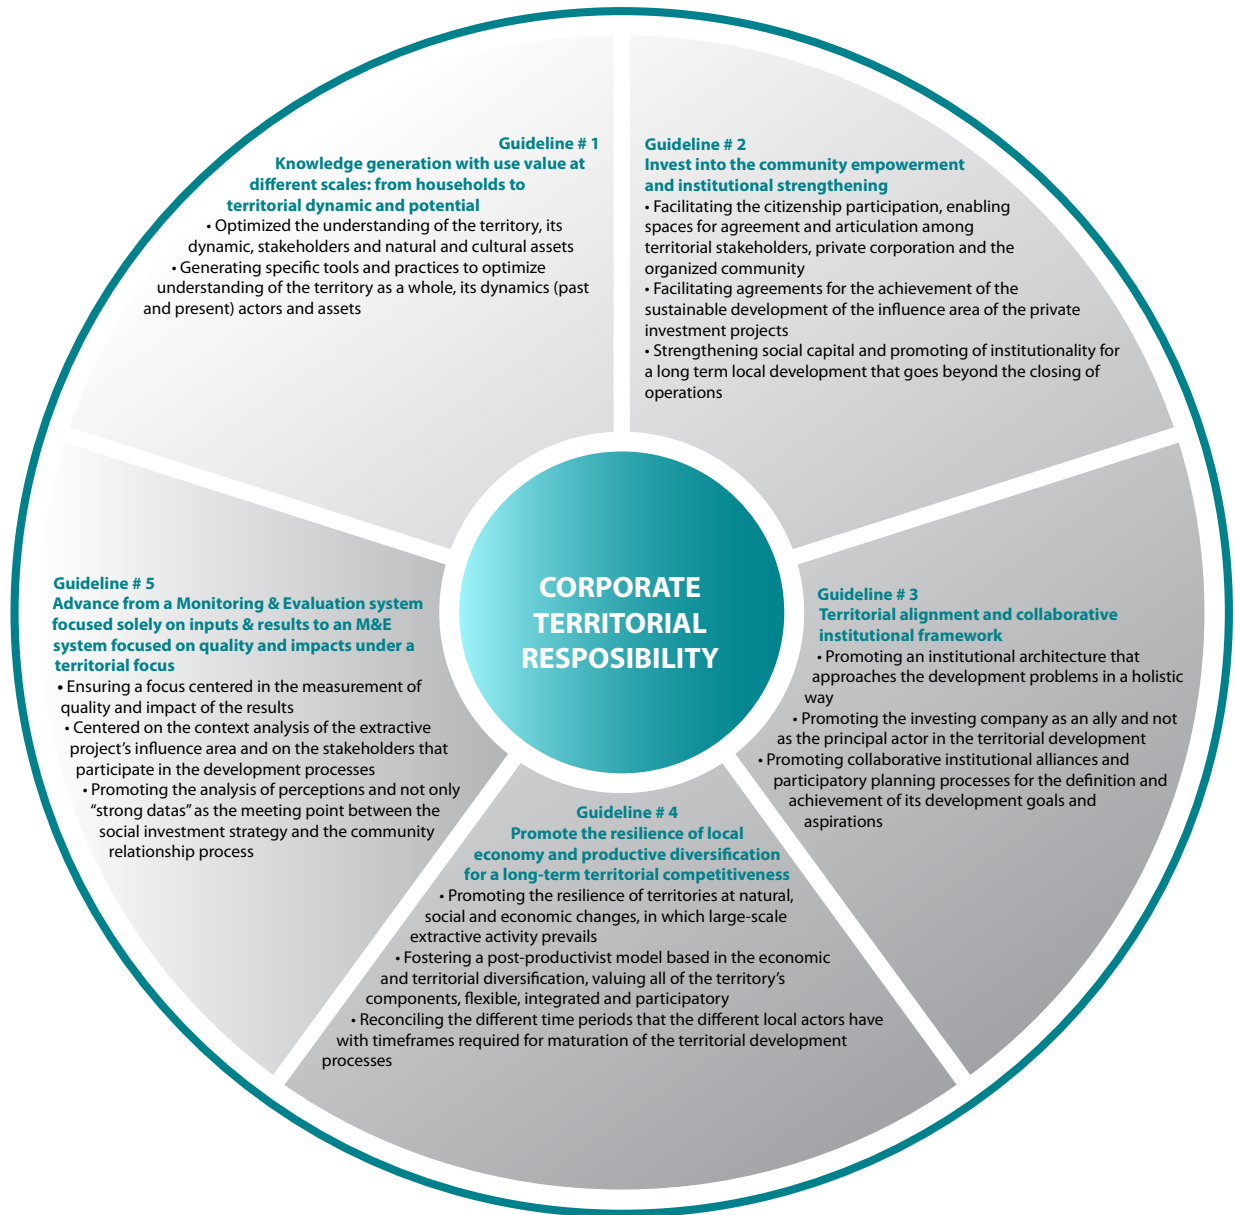 Guideline # 1
Knowledge generation with use value at
different scales: from households to
territorial dynamic and potential
• Optimized the understanding of the territory, its
dynamic, stakeholders and natural and cultural assets
• Generating specific tools and practices to optimize
understanding of the territory as a whole, its dynamics (past
and present) actors and assets
Guideline # 2
Invest into the community empowerment
and institutional strengthening
• Facilitating the citizenship participation, enabling
spaces for agreement and articulation among
territorial stakeholders, private corporation and the
organized community
• Facilitating agreements for the achievement of the
sustainable development of the influence area of the private
investment projects
• Strengthening social capital and promoting of institutionality for
a long term local development that goes beyond the closing of
operations
Guideline # 3
Territorial alignment and collaborative
institutional framework
• Promoting an institutional architecture that
approaches the development problems in a holistic
way
• Promoting the investing company as an ally and not
as the principal actor in the territorial development
• Promoting collaborative institutional alliances and
participatory planning processes for the definition and
achievement of its development goals and
aspirations
Guideline # 4
Promote the resilience of local
economy and productive diversification
for a long-term territorial competitiveness
• Promoting the resilience of territories at natural,
social and economic changes, in which large-scale
extractive activity prevails
• Fostering a post-productivist model based in the economic
and territorial diversification, valuing all of the territory's
components, flexible, integrated and participatory
• Reconciling the different time periods that the different local actors have
with timeframes required for maturation of the territorial development
processes
Guideline # 5
Advance from a Monitoring & Evaluation system
focused solely on inputs & results to an M&E
system focused on quality and impacts under a
territorial focus
• Ensuring a focus centered in the measurement of
quality and impact of the results
• Centered on the context analysis of the extractive
project's influence area and on the stakeholders that
participate in the development processes
• Promoting the analysis of perceptions and not only
“strong datas” as the meeting point between the
social investment strategy and the community
relationship process
CORPORATE
TERRITORIAL
RESPOSIBILITY